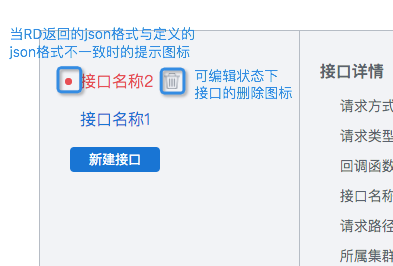 当RD返回的json格式与定义的
json格式不一致时的提示图标
接口名称2
可编辑状态下
接口的删除图标
接口名称1
新建接口
接口详情
请求方式
请求类型
回调函数
接口名称
请求路径
所属集群